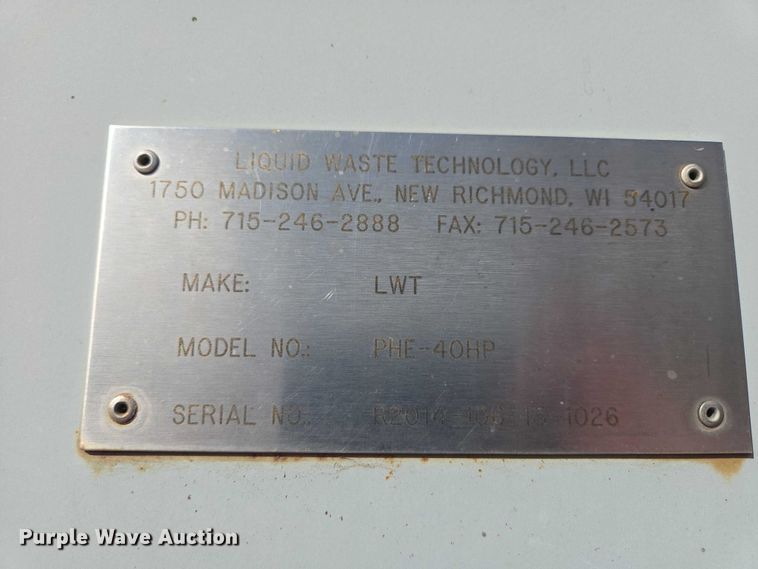 LIQUID WASTE TECHNOLOGY, LLC
1750 MADISON AVE., NEW RICHMOND, WI 54017
PH: 715-246-2888 FAX: 715-246-2573
MAKE: LWT
MODEL NO.: PHE-40HP
SERIAL NO.:
Purple Wave Auction